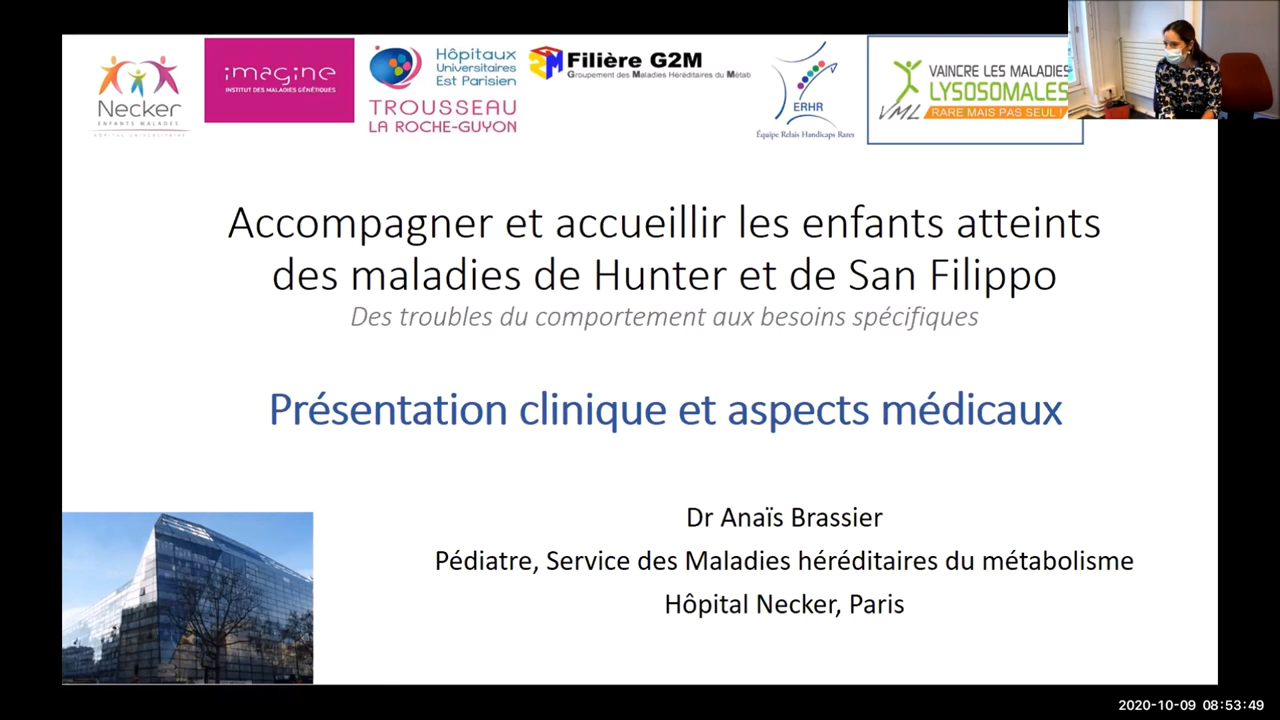 Necker
ENFANTS MALADES
HÔPITAL UNIVERSITAIRE
imagine
INSTITUT DES MALADIES GÉNÉTIQUES
Hôpitaux
Universitaires
Est Parisien
TROUSSEAU
LA ROCHE-GUYON
Filière G2M
Groupement des Maladies Héréditaires du Métab
ERHR
Équipe Relais Handicaps Rares
VML
VAINCRE LES MALADIES
LYSOSOMALES
RARE MAIS PAS SEUL !
Accompagner et accueillir les enfants atteints
des maladies de Hunter et de San Filippo
Des troubles du comportement aux besoins spécifiques
Présentation clinique et aspects médicaux
Dr Anaïs Brassier
Pédiatre, Service des Maladies héréditaires du métabolisme
Hôpital Necker, Paris
2020-10-09 08:53:49